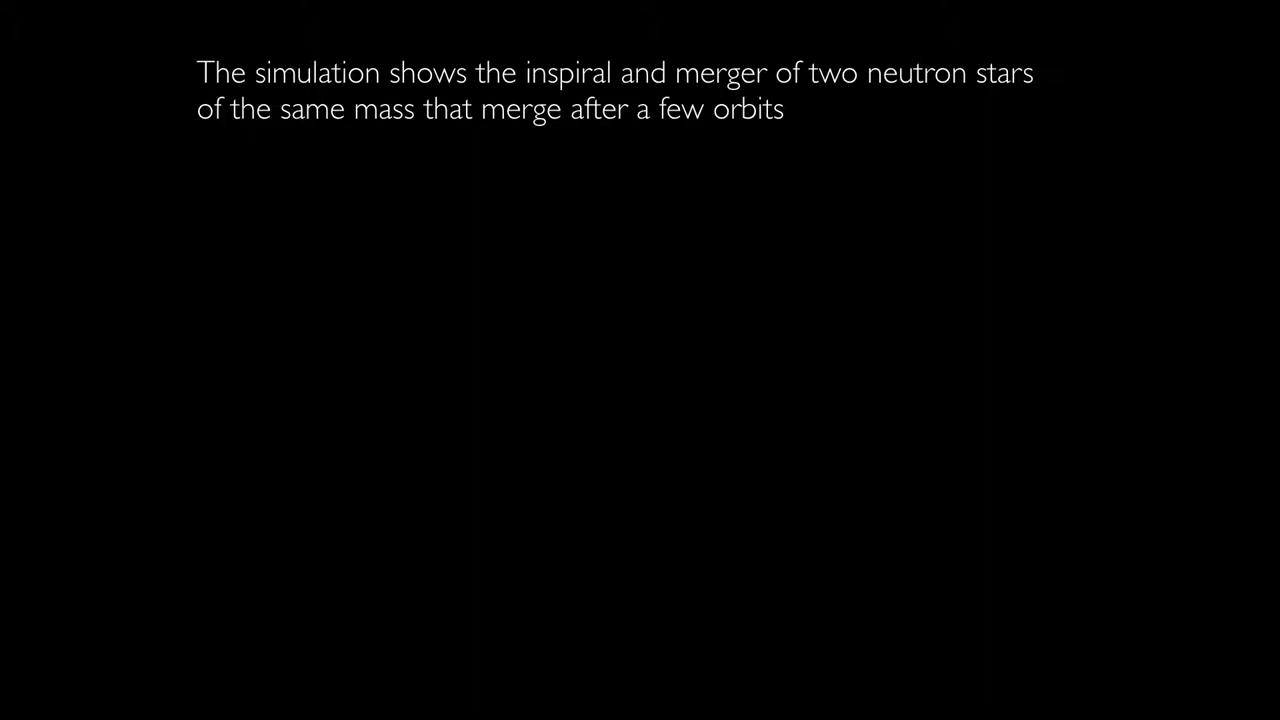 The simulation shows the inspiral and merger of two neutron stars
of the same mass that merge after a few orbits